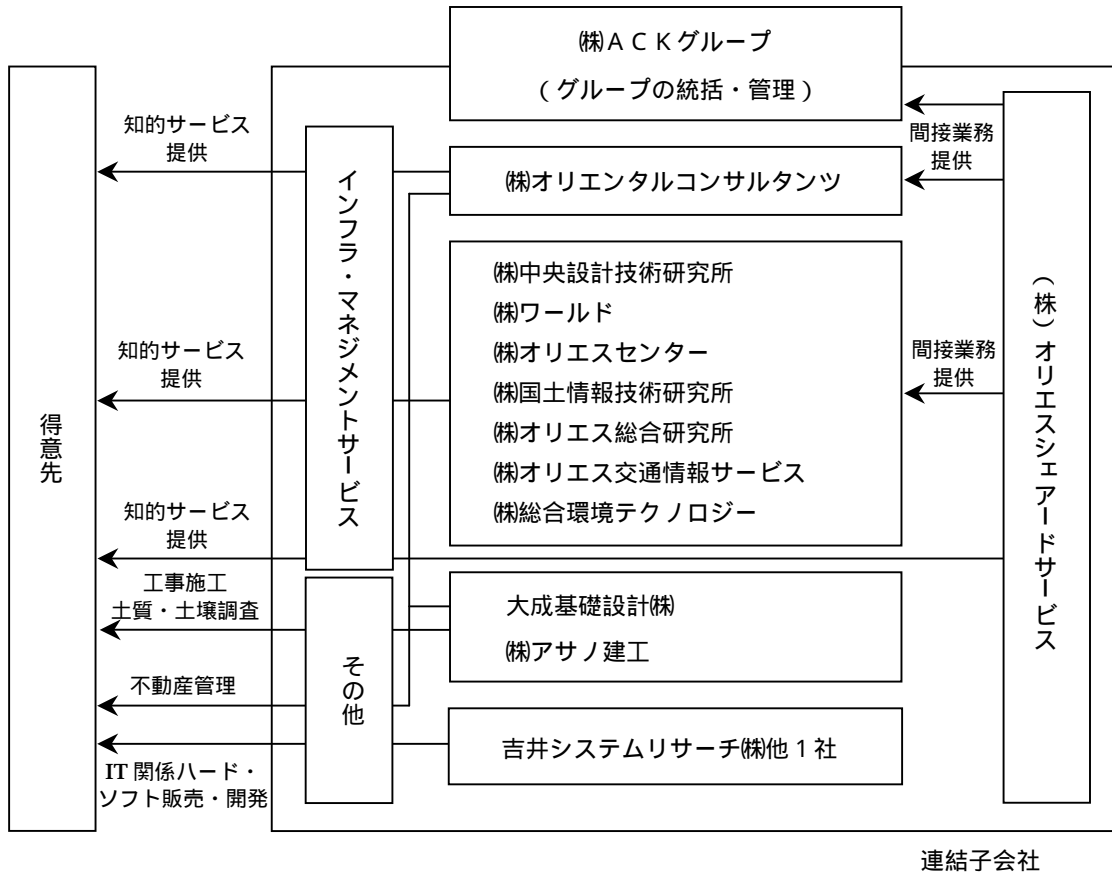 ㈱ＡＣＫグループ
（グループの統括・管理）
知的サービス
提供
間接業務
提供
インフラ・マネジメントサービス
㈱オリエンタルコンサルタンツ
㈱中央設計技術研究所
㈱ワールド
㈱オリエスセンター
㈱国土情報技術研究所
㈱オリエス総合研究所
㈱オリエス交通情報サービス
㈱総合環境テクノロジー
（株）オリエスシェアードサービス
知的サービス
提供
間接業務
提供
得意先
知的サービス
提供
工事施工
土質・土壌調査
大成基礎設計㈱
㈱アサノ建工
その他
不動産管理
吉井システムリサーチ㈱他１社
IT 関係ハード・
ソフト販売・開発
連結子会社